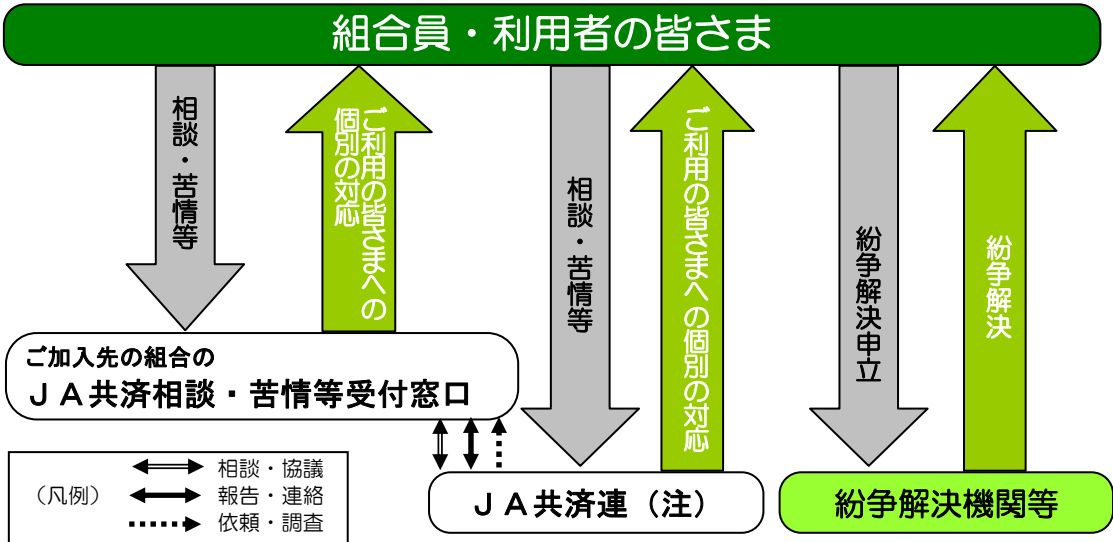 組合員・利用者の皆さま
相談・苦情等
ご利用の皆さまへの
個別の対応
相談・苦情等
ご利用の皆さまへの個別の対応
紛争解決申立
紛争解決
ご加入先の組合の
ＪＡ共済相談・苦情等受付窓口
（凡例）
相談・協議
報告・連絡
依頼・調査
ＪＡ共済連（注）
紛争解決機関等